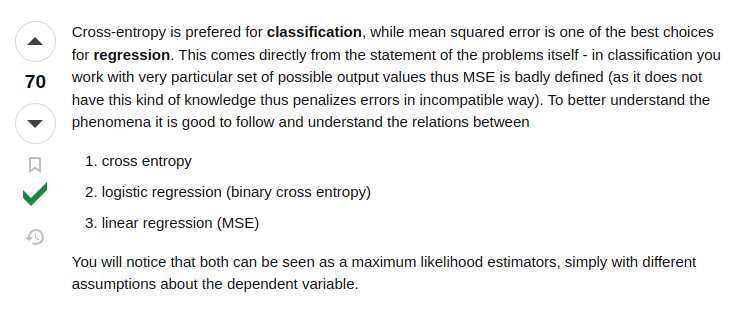 Cross-entropy is prefered for classification, while mean squared error is one of the best choices
for regression. This comes directly from the statement of the problems itself - in classification you
work with very particular set of possible output values thus MSE is badly defined (as it does not
have this kind of knowledge thus penalizes errors in incompatible way). To better understand the
phenomena it is good to follow and understand the relations between
70
1. cross entropy
2. logistic regression (binary cross entropy)
3. linear regression (MSE)
You will notice that both can be seen as a maximum likelihood estimators, simply with different
assumptions about the dependent variable.